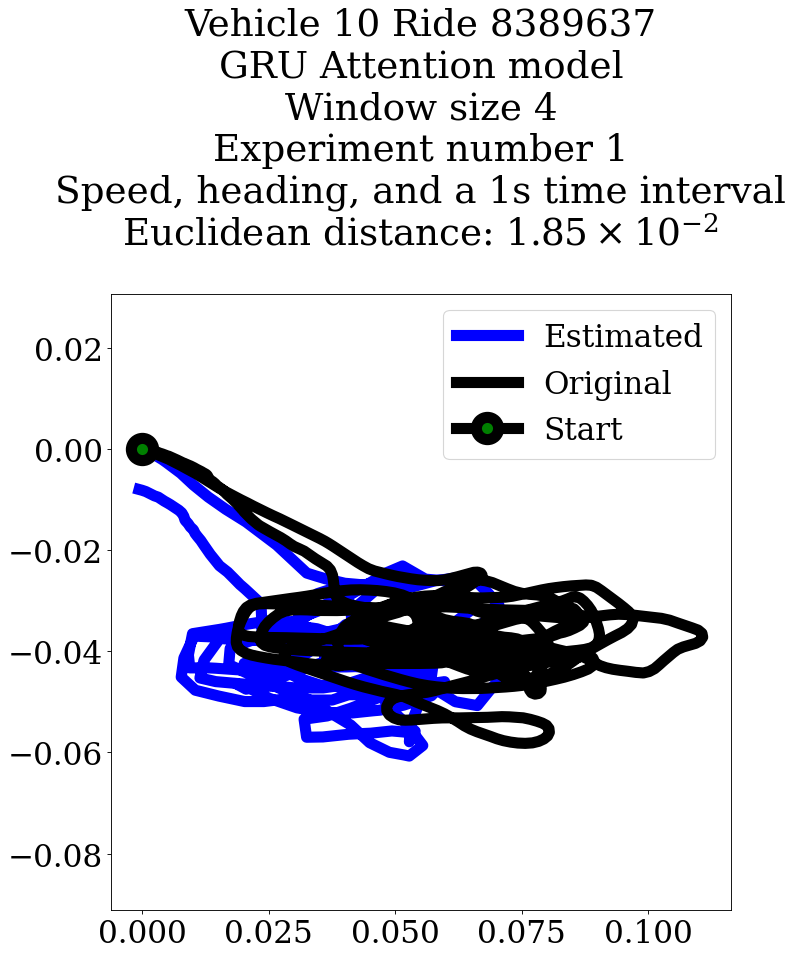 Vehicle 10 Ride 8389637
GRU Attention model
Window size 4
Experiment number 1
Speed, heading, and a 1s time interval
Euclidean distance: 1.85 × 10⁻²
Estimated
Original
Start
0.02
0.00
−0.02
−0.04
−0.06
−0.08
0.000 0.025 0.050 0.075 0.100